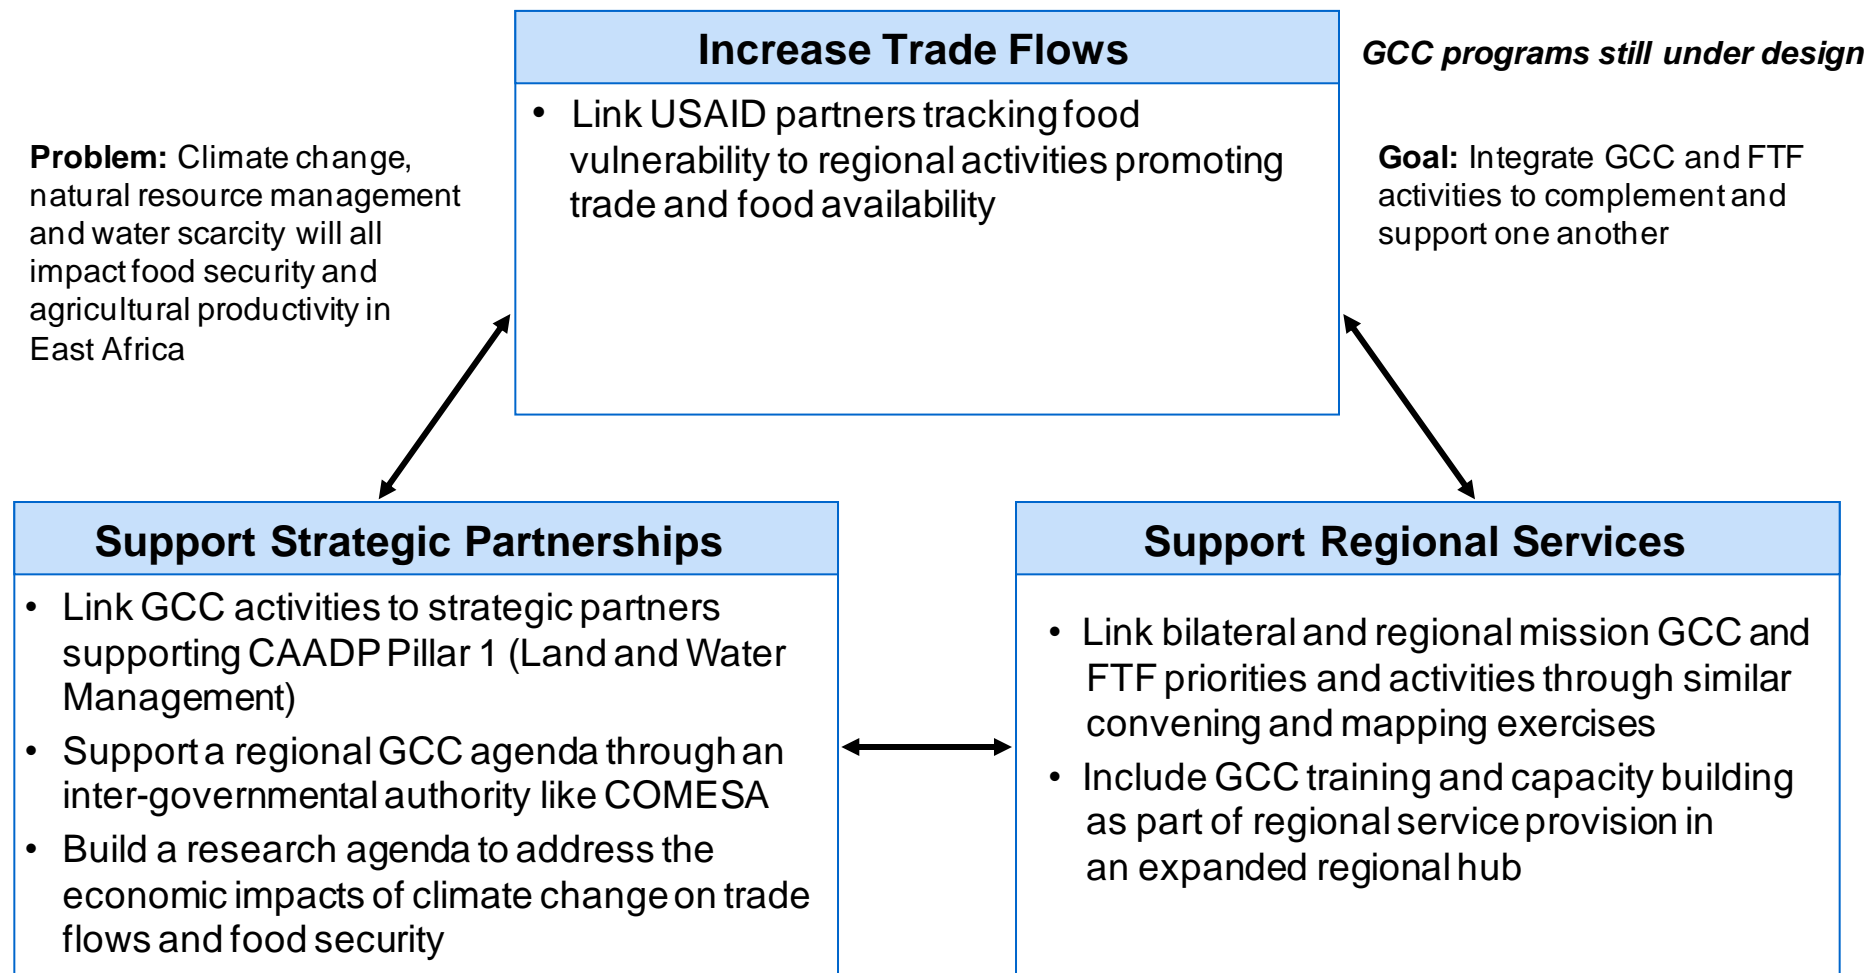 Increase Trade Flows
GCC programs still under design
• Link USAID partners tracking food
vulnerability to regional activities promoting
trade and food availability
Problem: Climate change,
natural resource management
and water scarcity will all
impact food security and
agricultural productivity in
East Africa
Goal: Integrate GCC and FTF
activities to complement and
support one another
Support Strategic Partnerships
• Link GCC activities to strategic partners
supporting CAADP Pillar 1 (Land and Water
Management)
• Support a regional GCC agenda through an
inter-governmental authority like COMESA
• Build a research agenda to address the
economic impacts of climate change on trade
flows and food security
Support Regional Services
• Link bilateral and regional mission GCC and
FTF priorities and activities through similar
convening and mapping exercises
• Include GCC training and capacity building
as part of regional service provision in
an expanded regional hub